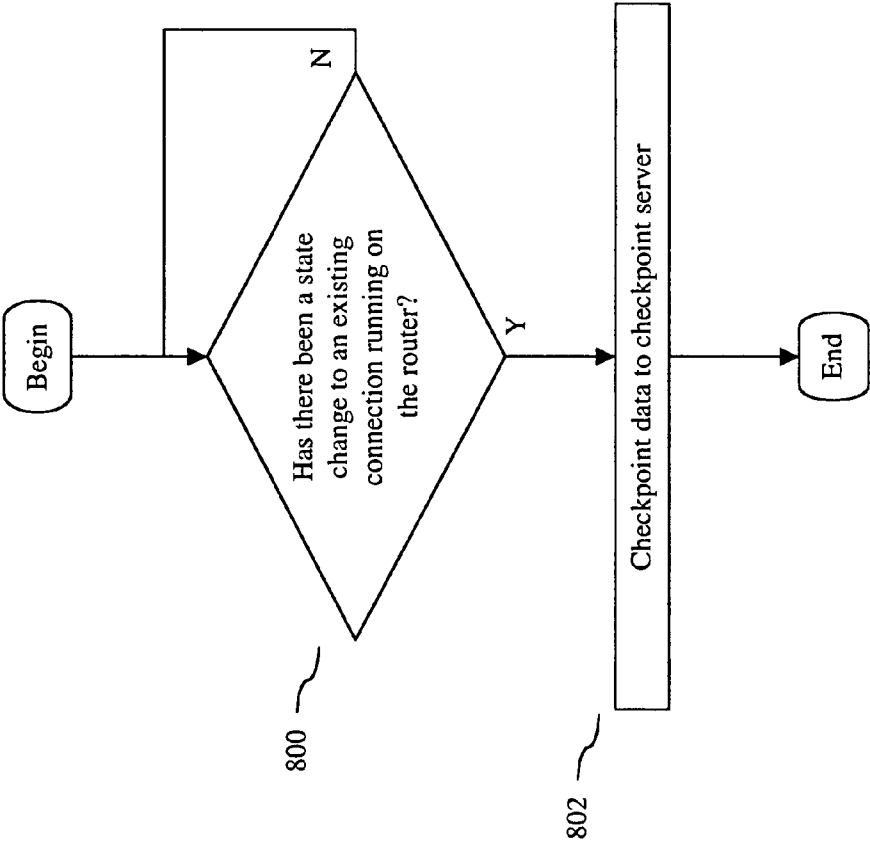 Begin
N
Has there been a state
change to an existing
connection running on
the router?
Y
800
Checkpoint data to checkpoint server
802
End